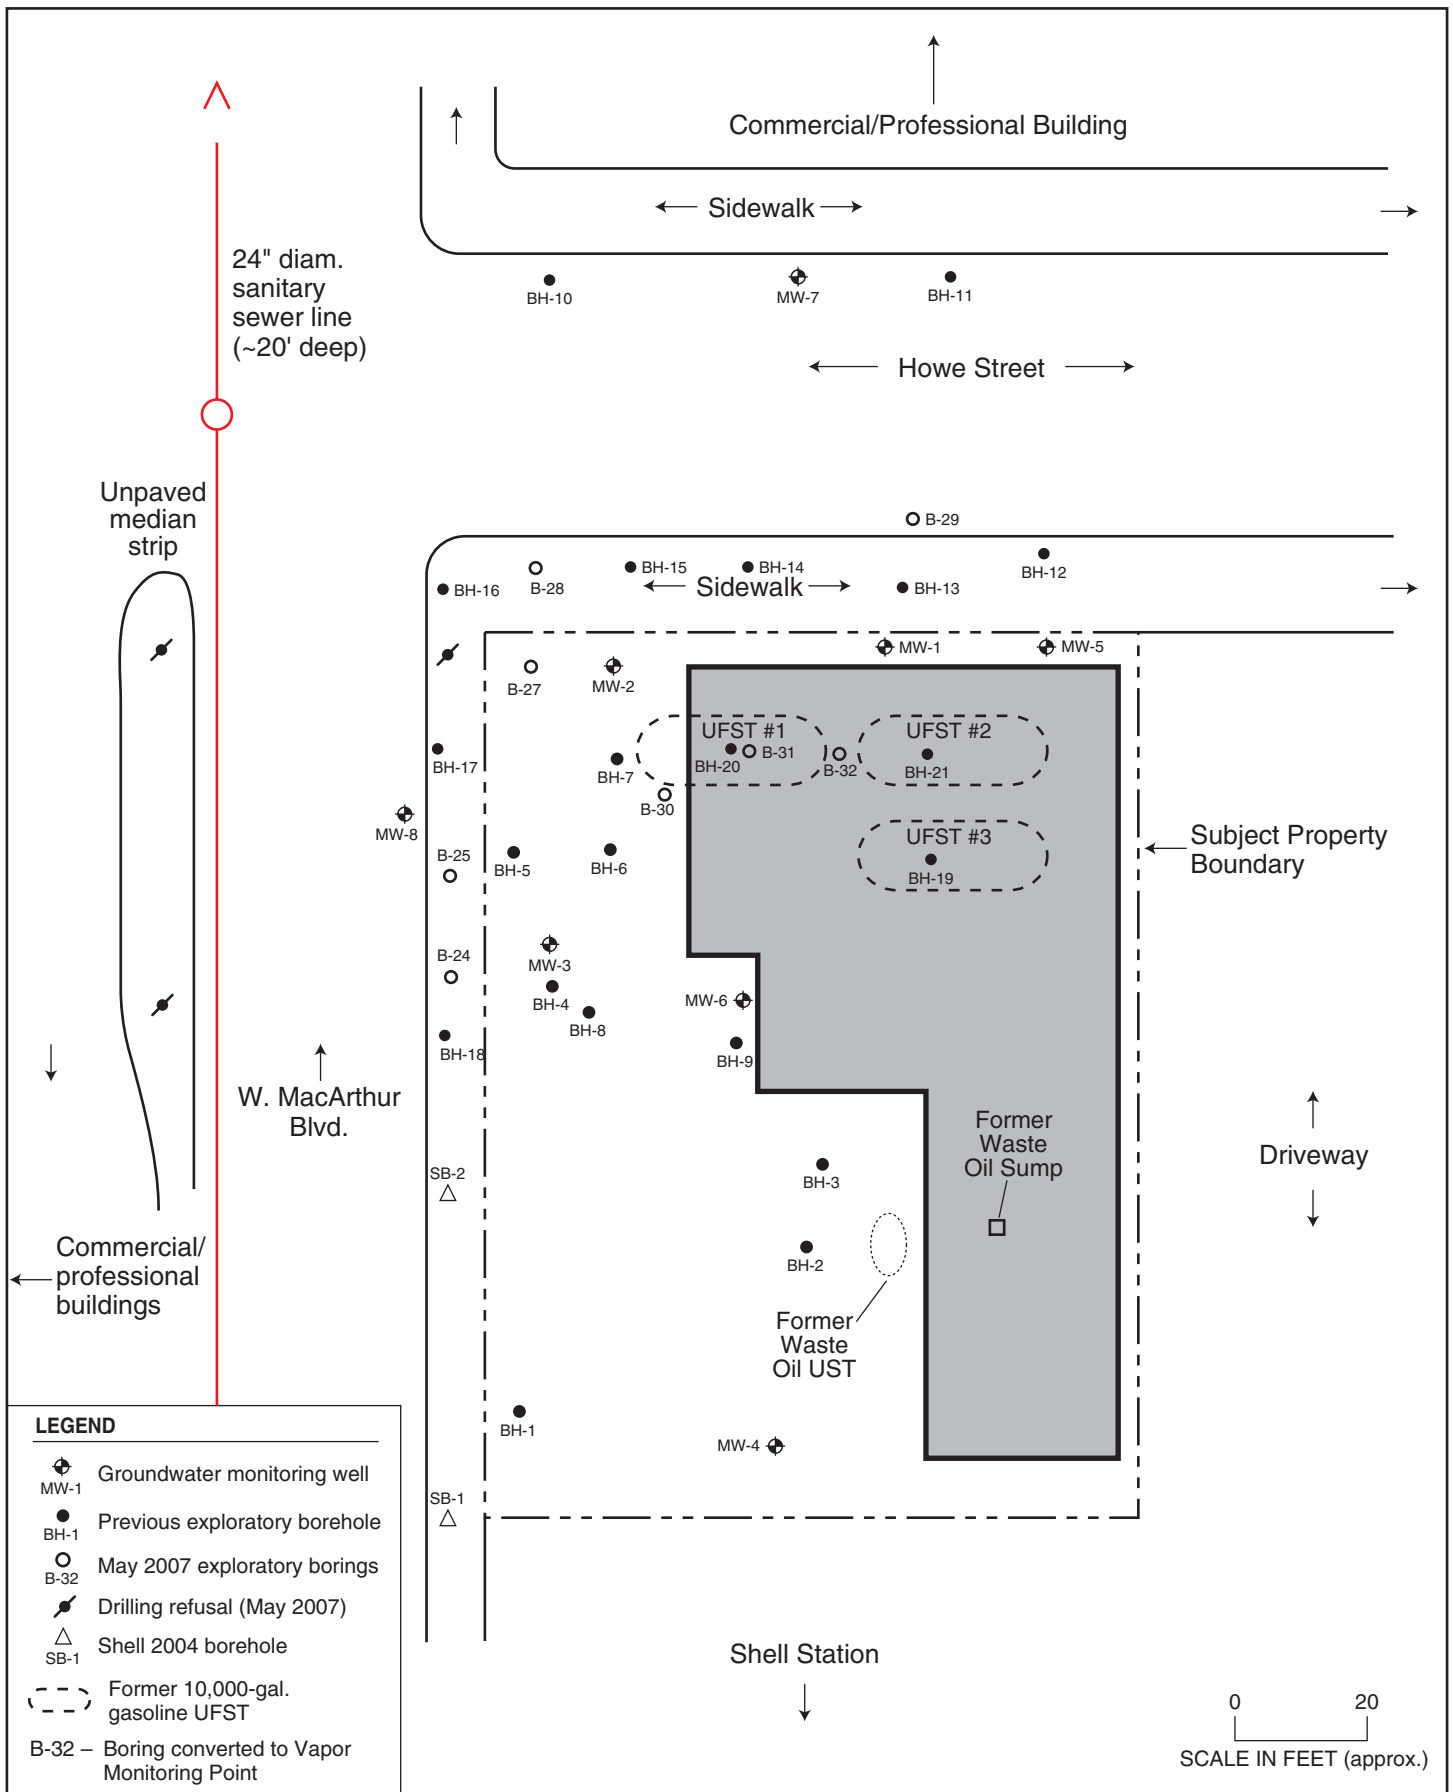 Commercial/Professional Building
Sidewalk
24" diam.
sanitary
sewer line
(~20' deep)
BH-10
MW-7
BH-11
Howe Street
Unpaved
median
strip
B-29
BH-15
BH-14
BH-12
BH-16
B-28
Sidewalk
BH-13
MW-1
MW-5
B-27
MW-2
UFST #1
UFST #2
BH-17
BH-7
BH-20
B-31
B-32
BH-21
B-30
MW-8
UFST #3
Subject Property
Boundary
B-25
BH-5
BH-6
BH-19
B-24
MW-3
BH-4
MW-6
BH-8
BH-18
BH-9
W. MacArthur
Blvd.
Former
Waste
Oil Sump
Driveway
SB-2
BH-3
Commercial/
professional
buildings
BH-2
Former
Waste
Oil UST
BH-1
MW-4
SB-1
LEGEND
MW-1
Groundwater monitoring well
BH-1
Previous exploratory borehole
B-32
May 2007 exploratory borings
Drilling refusal (May 2007)
SB-1
Shell 2004 borehole
Former 10,000-gal.
gasoline UFST
B-32 – Boring converted to Vapor
Monitoring Point
Shell Station
0 20
SCALE IN FEET (approx.)